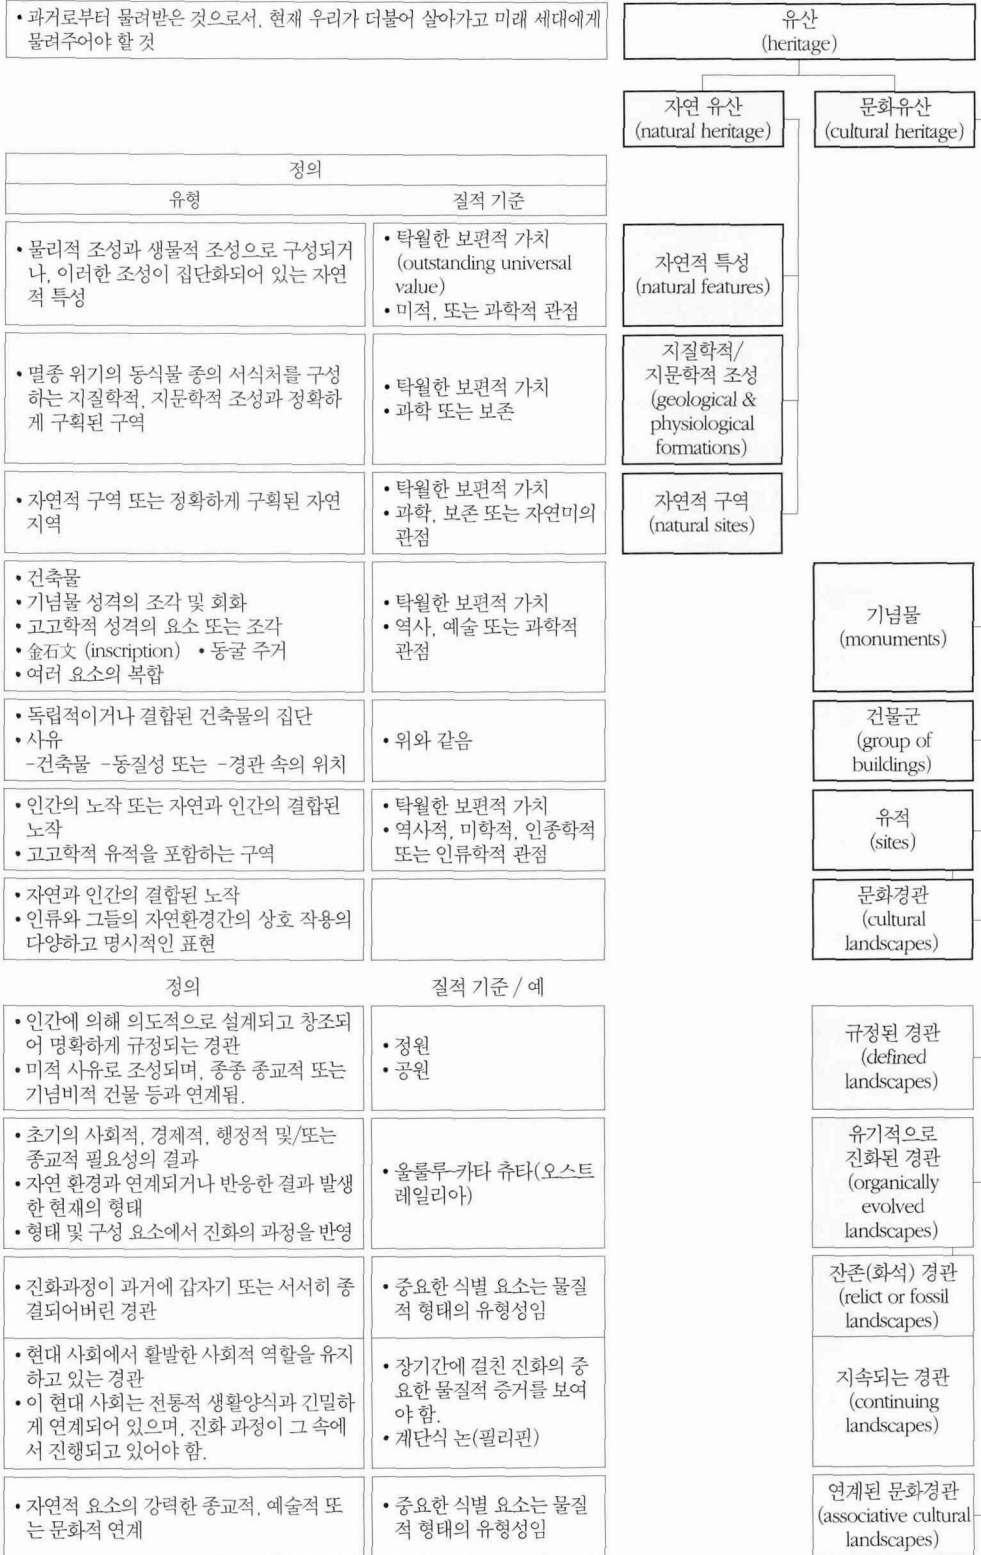 • 과거로부터 물려받은 것으로서, 현재 우리가 더불어 살아가고 미래 세대에게
물려주어야 할 것
유산
(heritage)
자연 유산
(natural heritage)
문화유산
(cultural heritage)
정의
유형
질적 기준
• 물리적 조성과 생물적 조성으로 구성되거
나, 이러한 조성이 집단화되어 있는 자연
적 특성
• 탁월한 보편적 가치
(outstanding universal
value)
• 미적, 또는 과학적 관점
자연적 특성
(natural features)
• 멸종 위기의 동식물 종의 서식처를 구성
하는 지질학적, 지문학적 조성과 정확하
게 구획된 구역
• 탁월한 보편적 가치
• 과학 또는 보존
지질학적/
지문학적 조성
(geological &
physiological
formations)
• 자연적 구역 또는 정확하게 구획된 자연
지역
• 탁월한 보편적 가치
• 과학, 보존 또는 자연미의
관점
자연적 구역
(natural sites)
• 건축물
• 기념물 성격의 조각 및 회화
• 고고학적 성격의 요소 또는 조각
• 金石文 (inscription) • 동굴 주거
• 여러 요소의 복합
• 탁월한 보편적 가치
• 역사, 예술 또는 과학적
관점
기념물
(monuments)
• 독립적이거나 결합된 건축물의 집단
• 사유
-건축물 -동질성 또는 -경관 속의 위치
• 위와 같음
건물군
(group of
buildings)
• 인간의 노작 또는 자연과 인간의 결합된
노작
• 고고학적 유적을 포함하는 구역
• 탁월한 보편적 가치
• 역사적, 미학적, 인종학적
또는 인류학적 관점
유적
(sites)
• 자연과 인간의 결합된 노작
• 인류와 그들의 자연환경간의 상호 작용의
다양하고 명시적인 표현
문화경관
(cultural
landscapes)
정의
질적 기준 / 예
• 인간에 의해 의도적으로 설계되고 창조되
어 명확하게 규정되는 경관
• 미적 사유로 조성되며, 종종 종교적 또는
기념비적 건물 등과 연계됨.
• 정원
• 공원
규정된 경관
(defined
landscapes)
• 초기의 사회적, 경제적, 행정적 및/또는
종교적 필요성의 결과
• 자연 환경과 연계되거나 반응한 결과 발생
한 현재의 형태
• 형태 및 구성 요소에서 진화의 과정을 반영
• 울룰루-카타 츄타(오스트
레일리아)
유기적으로
진화된 경관
(organically
evolved
landscapes)
• 진화과정이 과거에 갑자기 또는 서서히 종
결되어버린 경관
• 중요한 식별 요소는 물질
적 형태의 유형성임
잔존(화석) 경관
(relict or fossil
landscapes)
• 현대 사회에서 활발한 사회적 역할을 유지
하고 있는 경관
• 이 현대 사회는 전통적 생활양식과 긴밀하
게 연계되어 있으며, 진화 과정이 그 속에
서 진행되고 있어야 함.
• 장기간에 걸친 진화의 중
요한 물질적 증거를 보여
야 함.
• 계단식 논(필리핀)
지속되는 경관
(continuing
landscapes)
• 자연적 요소의 강력한 종교적, 예술적 또
는 문화적 연계
• 중요한 식별 요소는 물질
적 형태의 유형성임
연계된 문화경관
(associative cultural
landscapes)